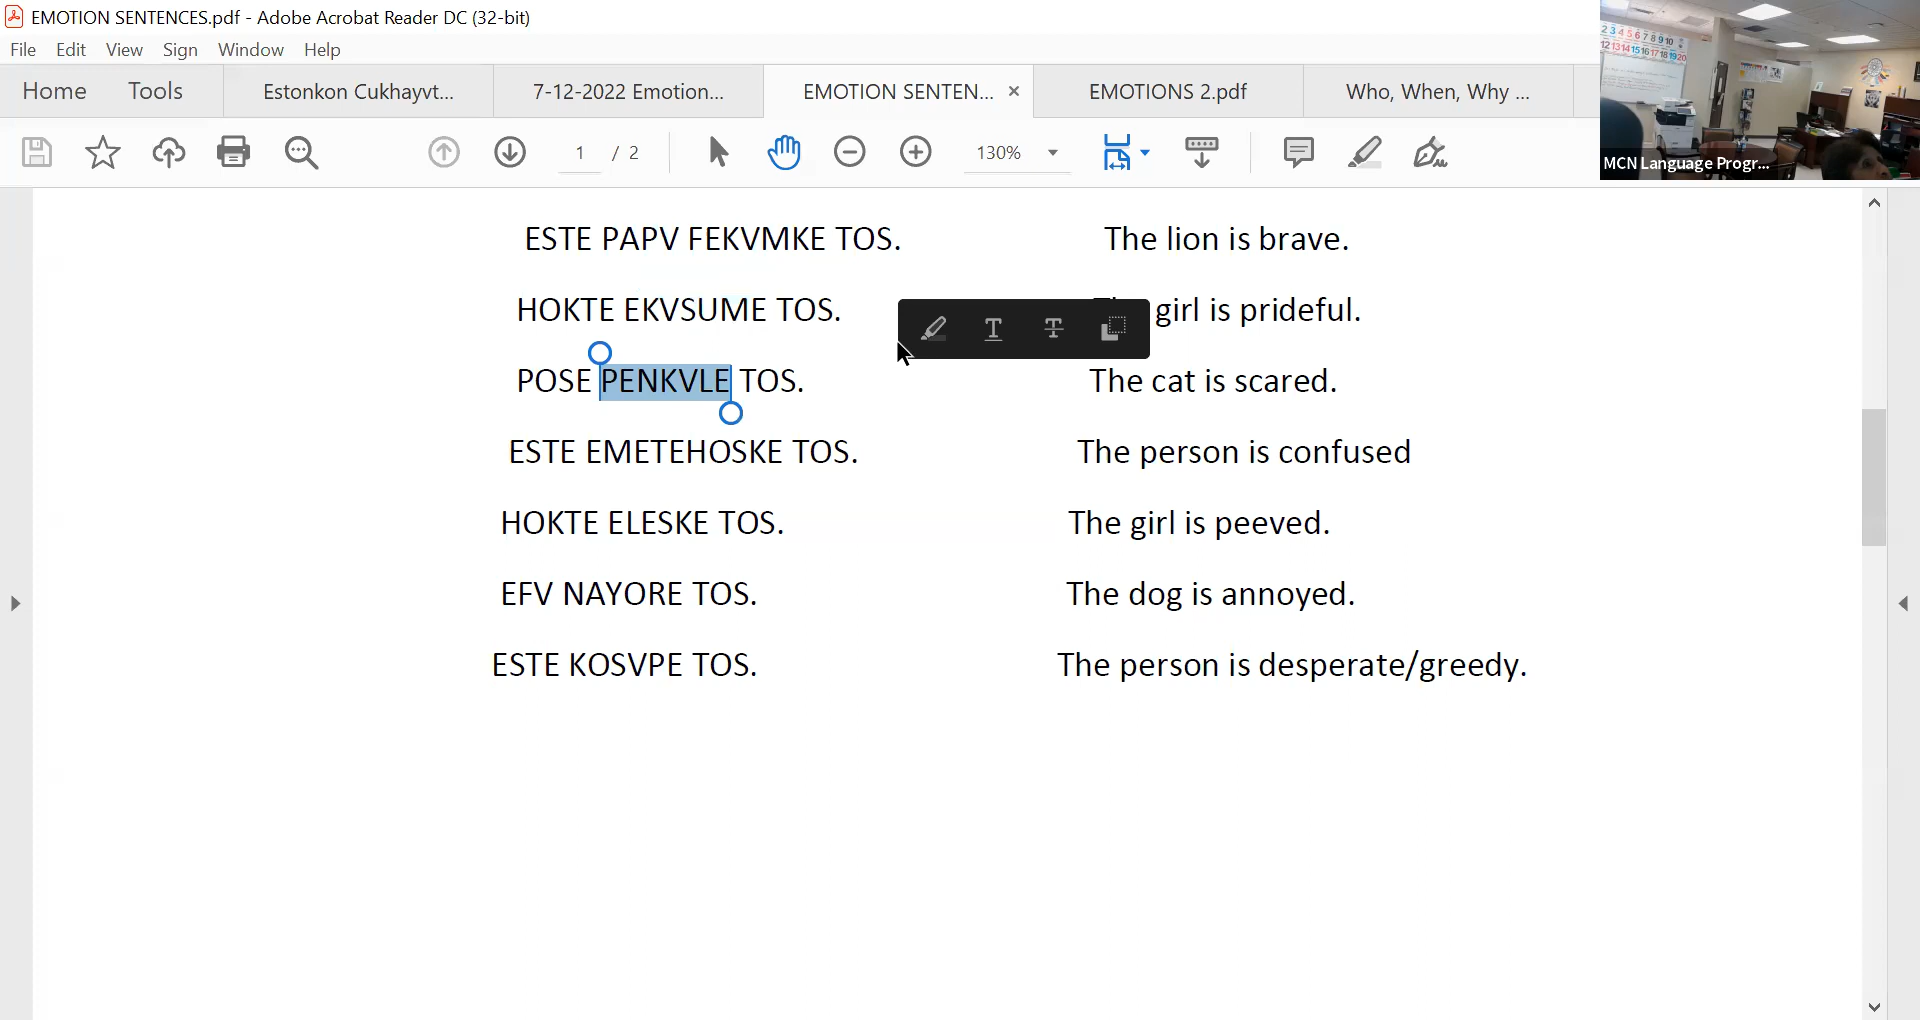 EMOTION SENTENCES.pdf - Adobe Acrobat Reader DC (32-bit)
File Edit View Sign Window Help
Home Tools Estonkon Cukhayvt... 7-12-2022 Emotion... EMOTION SENTEN... × EMOTIONS 2.pdf Who, When, Why ...
1 / 2 130%
MCN Language Progr...
ESTE PAPV FEKVMKE TOS. The lion is brave.
HOKTE EKVSUME TOS. girl is prideful.
POSE PENKVLE TOS. The cat is scared.
ESTE EMETEHOSKE TOS. The person is confused
HOKTE ELESKE TOS. The girl is peeved.
EFV NAYORE TOS. The dog is annoyed.
ESTE KOSVPE TOS. The person is desperate/greedy.